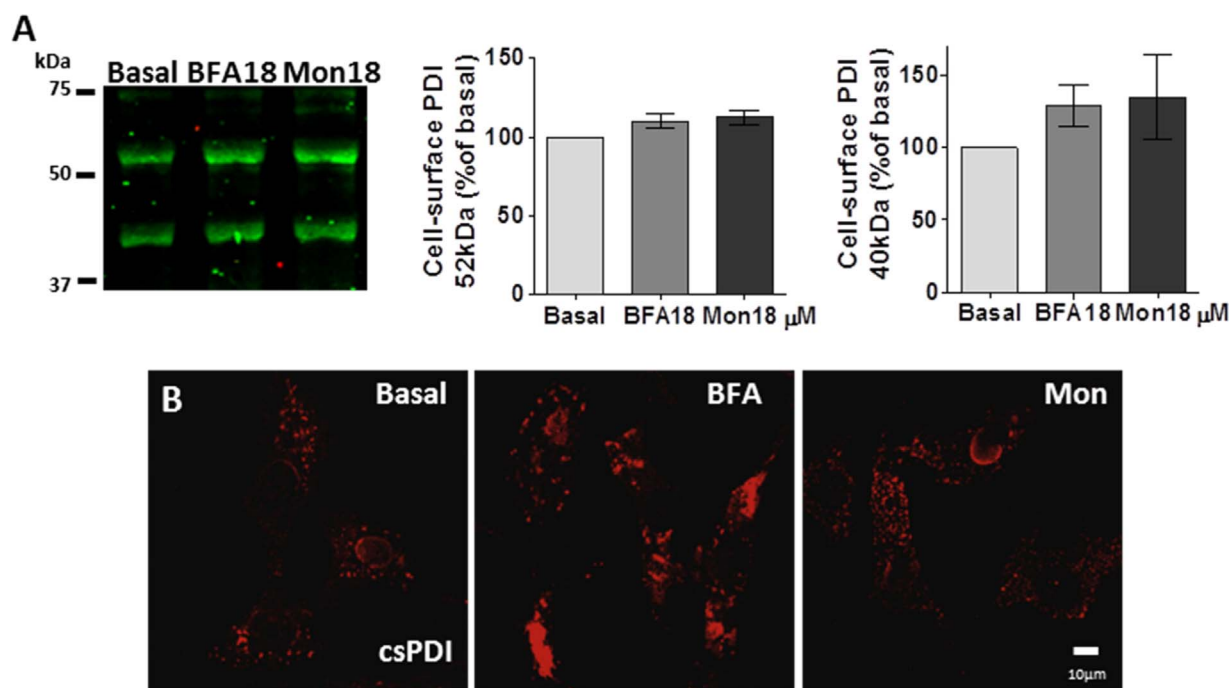 A
kDa
Basal BFA18 Mon18
75
50
37
Cell-surface PDI
52kDa (%of basal)
150
100
50
0
Basal BFA18 Mon18 μM
Cell-surface PDI
40kDa (%of basal)
150
100
50
0
Basal BFA18 Mon18 μM
B
Basal
csPDI
BFA
Mon
10μm